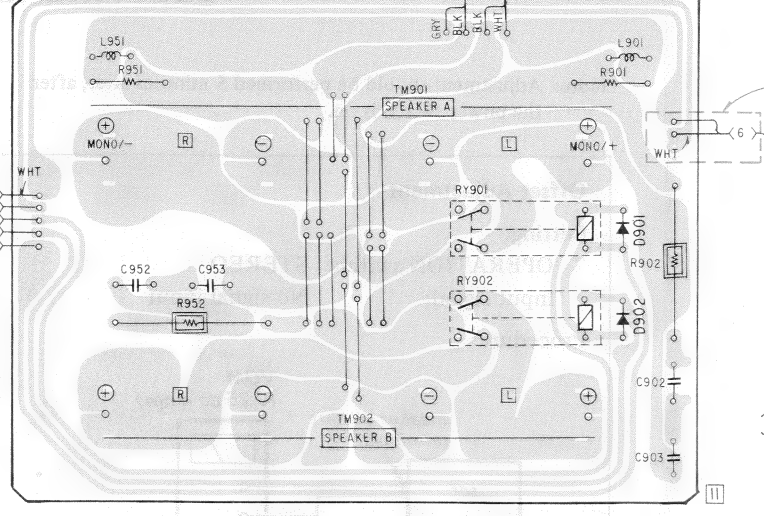 GRY BLK BLK WHT
L951 L901
R951 R901
TM901
SPEAKER A
+ R − − L +
MONO/− MONO/+
6
WHT
WHT
RY901
D901
R902
C952 C953
RY902
R952
D902
C902
+ R − − L +
TM902
SPEAKER B
C903
11